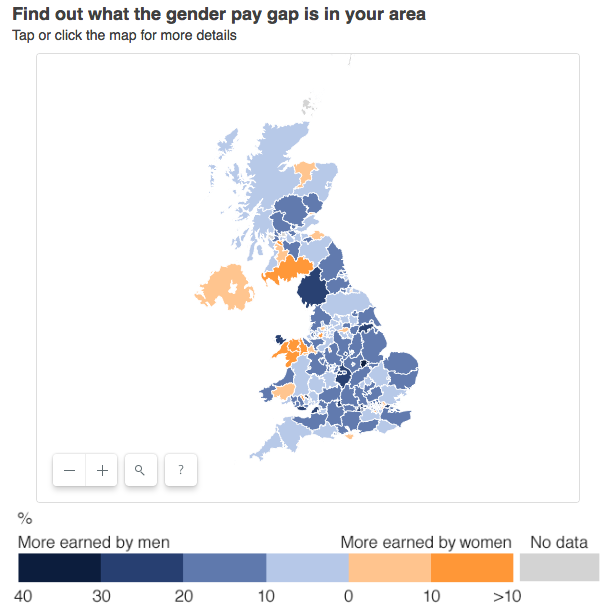 Find out what the gender pay gap is in your area
Tap or click the map for more details
− + ?
%
More earned by men More earned by women No data
40 30 20 10 0 10 >10